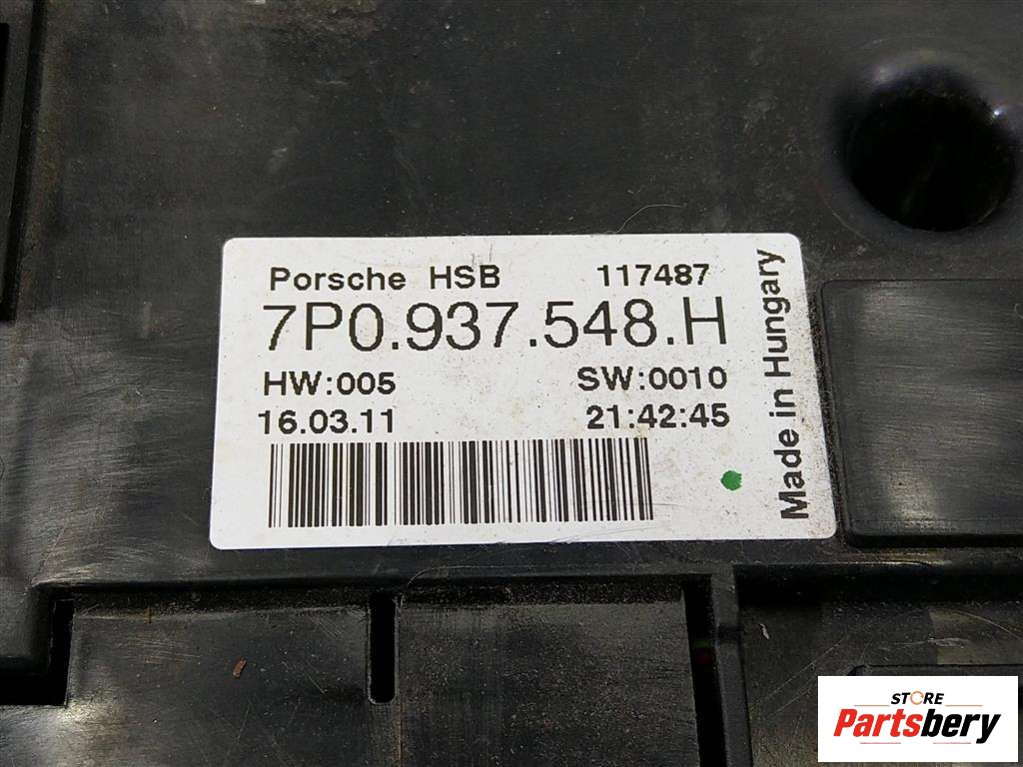 Porsche HSB 117487
7P0.937.548.H
HW:005 SW:0010
16.03.11 21:42:45
Made in Hungary
STORE
Partsbery